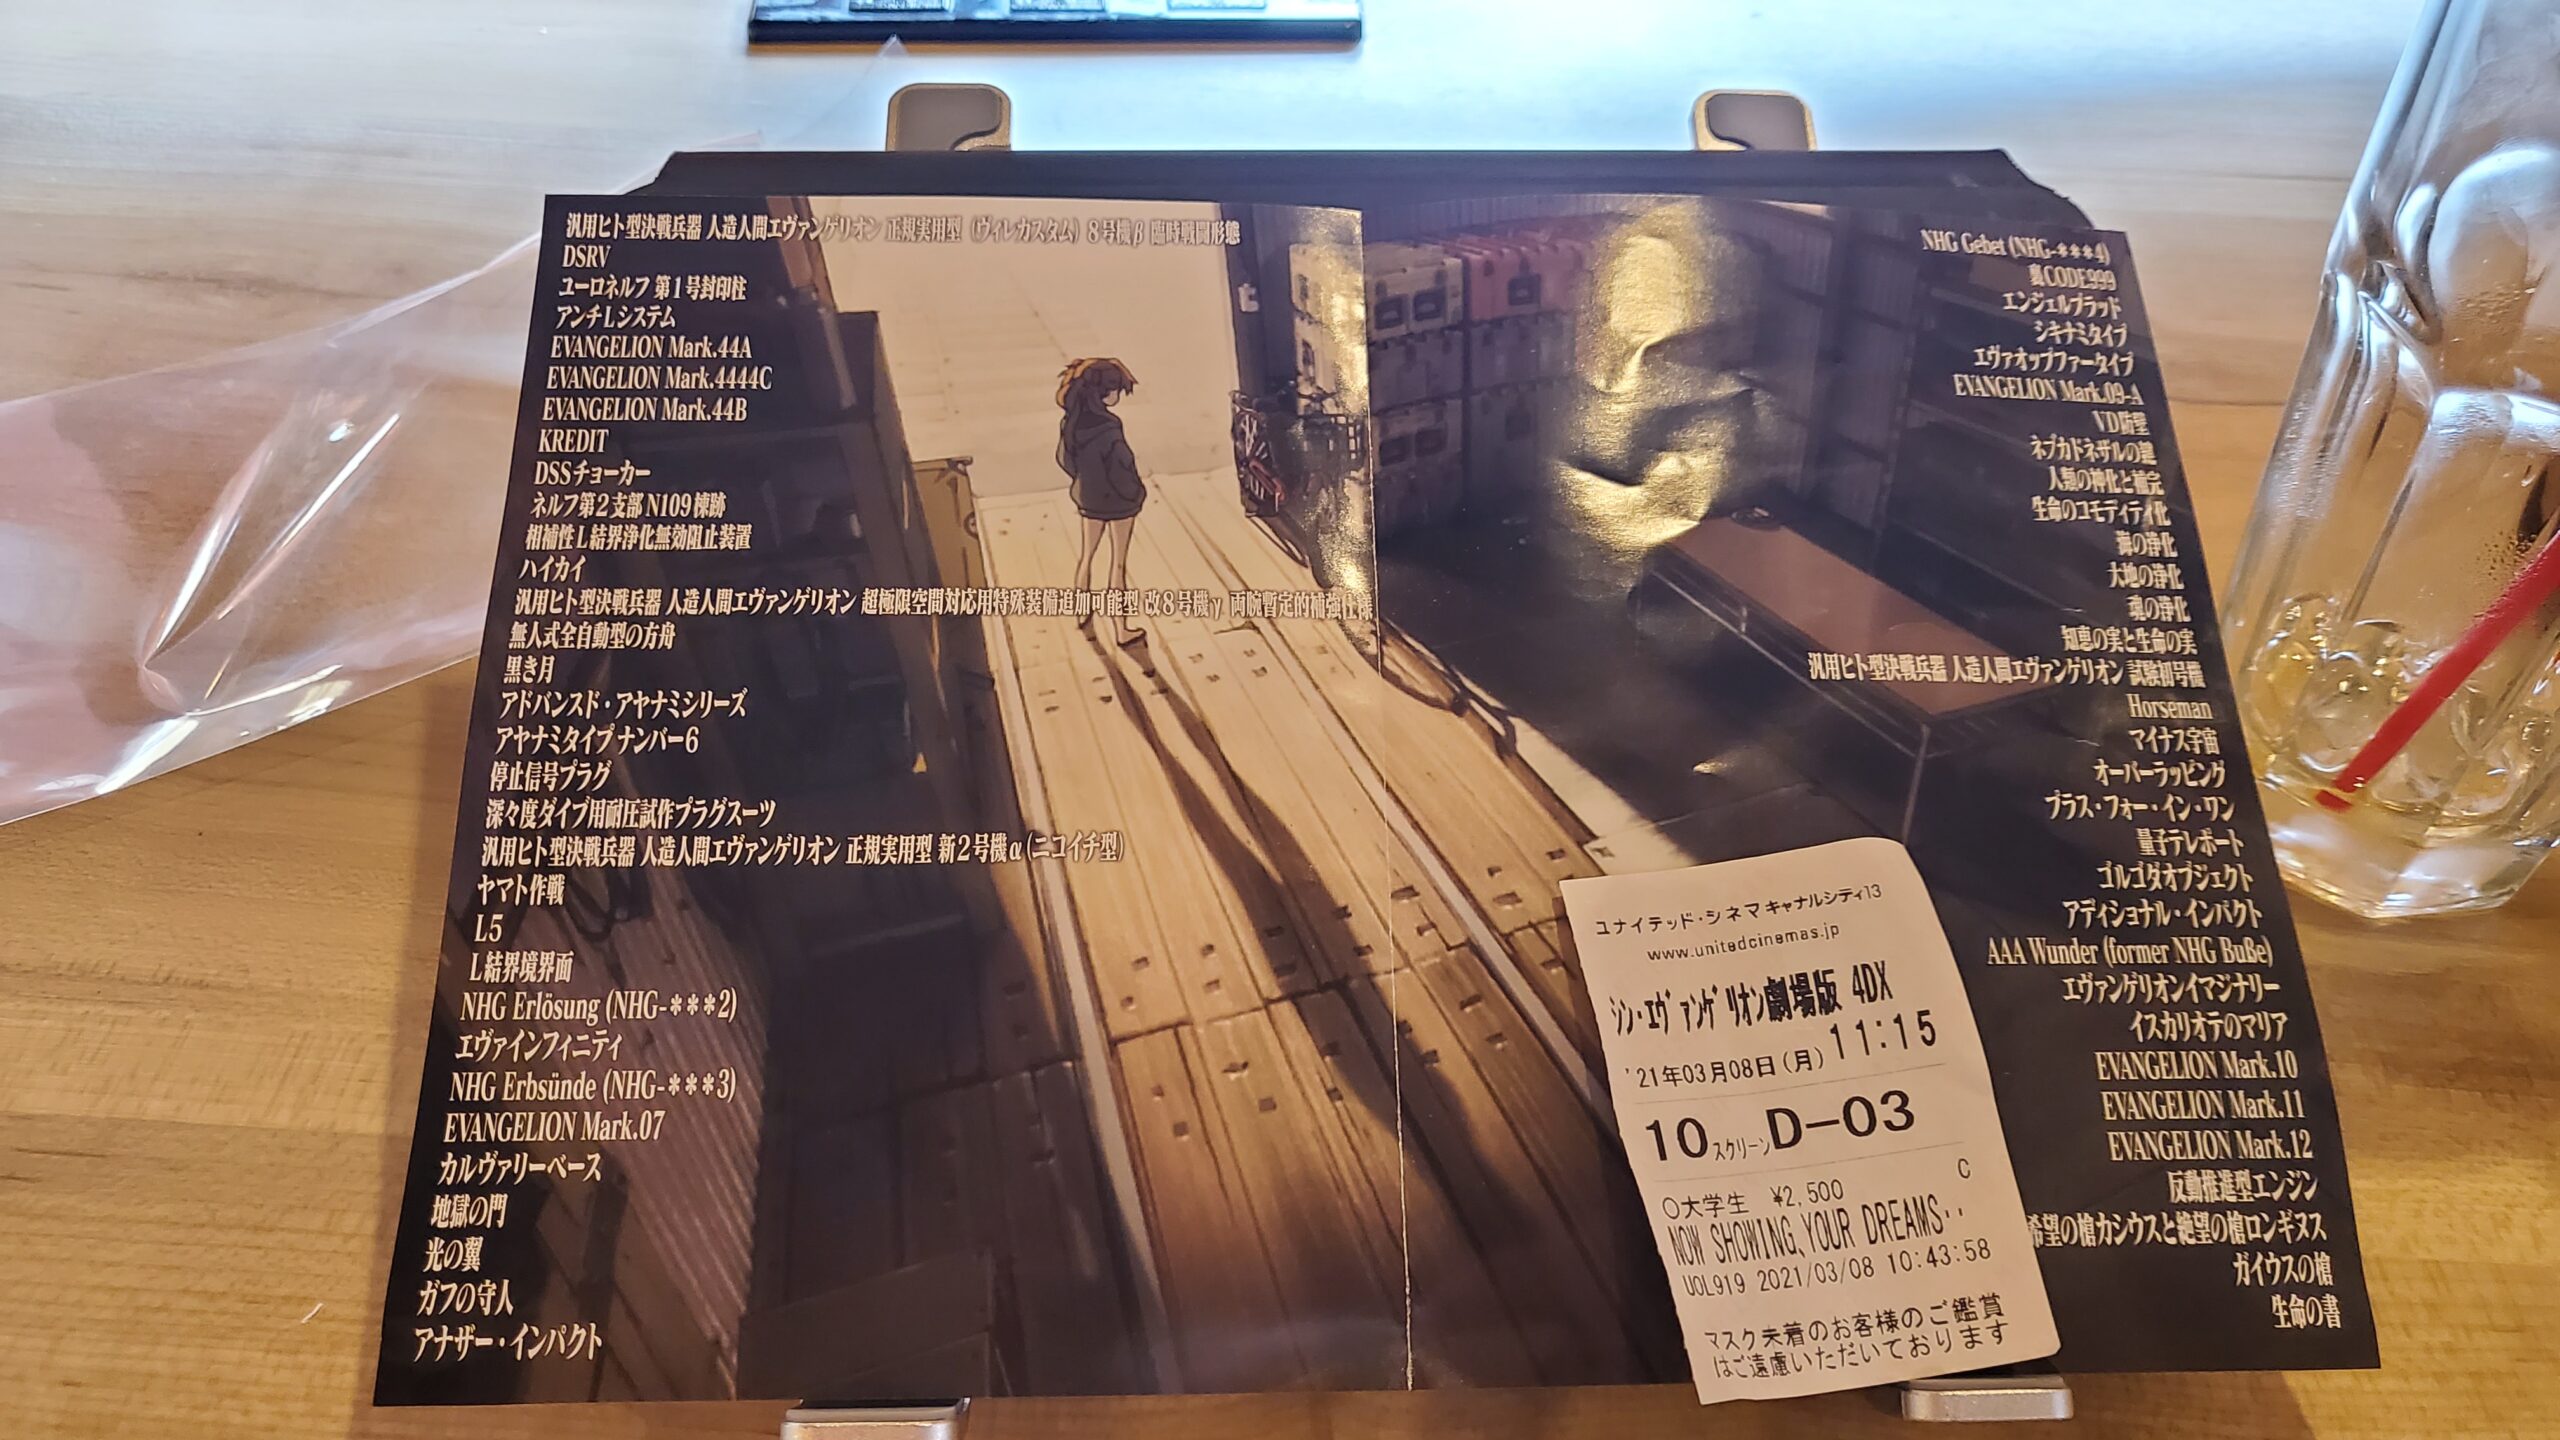 汎用ヒト型決戦兵器 人造人間エヴァンゲリオン 正規実用型 (ヴィレカスタム) 8号機β 臨時戦闘形態
DSRV
ユーロネルフ 第1号封印柱
アンチLシステム
EVANGELION Mark.44A
EVANGELION Mark.4444C
EVANGELION Mark.44B
KREDIT
DSSチョーカー
ネルフ第2支部N109棟跡
相補性L結界浄化無効阻止装置
ハイカイ
汎用ヒト型決戦兵器 人造人間エヴァンゲリオン 超極限空間対応用特殊装備追加可能型 改8号機γ 両腕暫定的補強仕様
無人式全自動型の方舟
黒き月
アドバンスド・アヤナミシリーズ
アヤナミタイプ ナンバー6
停止信号プラグ
深々度ダイブ用耐圧試作プラグスーツ
汎用ヒト型決戦兵器 人造人間エヴァンゲリオン 正規実用型 新2号機α(ニコイチ型)
ヤマト作戦
L5
L結界境界面
NHG Erlösung (NHG-***2)
エヴァインフィニティ
NHG Erbsünde (NHG-***3)
EVANGELION Mark.07
カルヴァリーベース
地獄の門
光の翼
ガフの守人
アナザー・インパクト
NHG Gebet (NHG-***4)
裏CODE999
エンジェルブラッド
シキナミタイプ
エヴァオップファータイプ
EVANGELION Mark.09-A
VD防壁
ネブカドネザルの鍵
人類の神化と補完
生命のコモディティ化
海の浄化
大地の浄化
魂の浄化
知恵の実と生命の実
汎用ヒト型決戦兵器 人造人間エヴァンゲリオン 試験初号機
Horseman
マイナス宇宙
オーバーラッピング
プラス・フォー・イン・ワン
量子テレポート
ゴルゴダオブジェクト
アディショナル・インパクト
AAA Wunder (former NHG Buße)
エヴァンゲリオンイマジナリー
イスカリオテのマリア
EVANGELION Mark.10
EVANGELION Mark.11
EVANGELION Mark.12
反動推進型エンジン
希望の槍カシウスと絶望の槍ロンギヌス
ガイウスの槍
生命の書
ユナイテッド・シネマ キャナルシティ13
www.unitedcinemas.jp
シン・エヴァンゲリオン劇場版 4DX
'21年03月08日(月) 11:15
10スクリーン D-03
C
○大学生 ¥2,500
NOW SHOWING,YOUR DREAMS‥
UOL919 2021/03/08 10:43:58
マスク未着のお客様のご鑑賞
はご遠慮いただいております